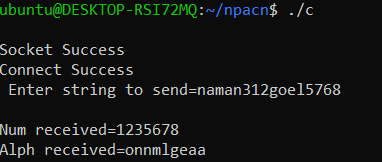 ubuntu@DESKTOP-RSI72MQ:~/npacn$ ./c
Socket Success
Connect Success
Enter string to send=naman312goel5768
Num received=1235678
Alph received=onnmlgeaa